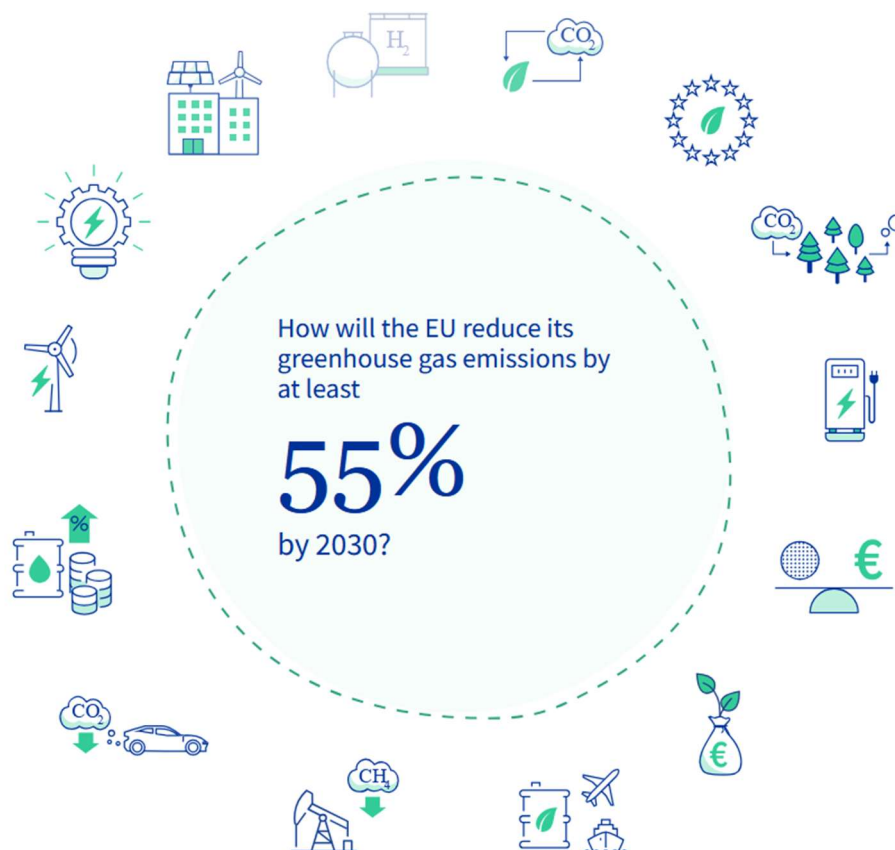 H2
CO2
CO2
How will the EU reduce its
greenhouse gas emissions by
at least
55%
by 2030?
%
€
€
CO2
CH4